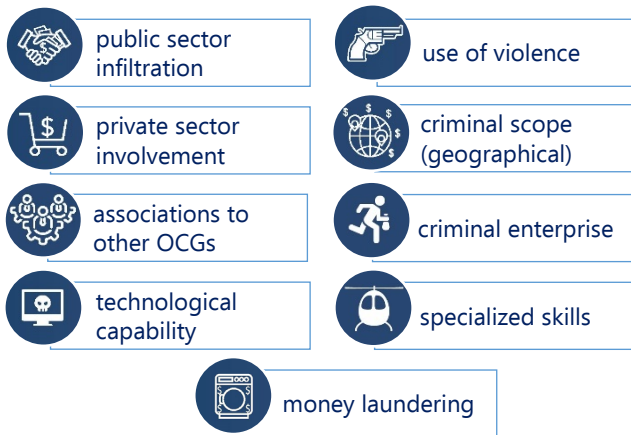 public sector
infiltration
use of violence
private sector
involvement
criminal scope
(geographical)
associations to
other OCGs
criminal enterprise
technological
capability
specialized skills
money laundering